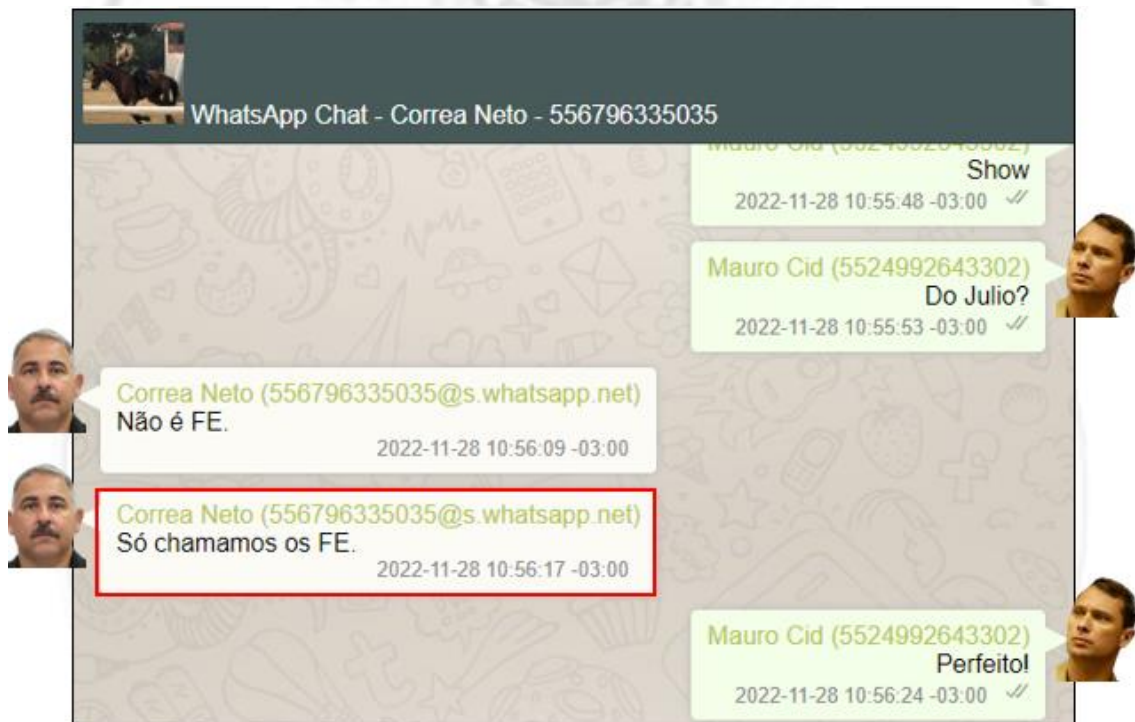 WhatsApp Chat - Correa Neto - 556796335035
Mauro Cid (5524992643302)
Show
2022-11-28 10:55:48 -03:00
Mauro Cid (5524992643302)
Do Julio?
2022-11-28 10:55:53 -03:00
Correa Neto (556796335035@s.whatsapp.net)
Não é FE.
2022-11-28 10:56:09 -03:00
Correa Neto (556796335035@s.whatsapp.net)
Só chamamos os FE.
2022-11-28 10:56:17 -03:00
Mauro Cid (5524992643302)
Perfeito!
2022-11-28 10:56:24 -03:00